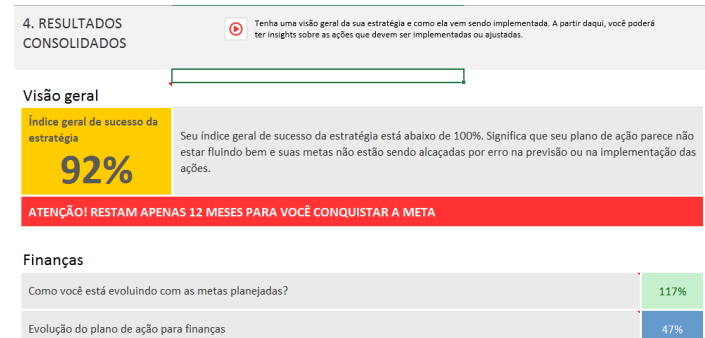 4. RESULTADOS
CONSOLIDADOS
Tenha uma visão geral da sua estratégia e como ela vem sendo implementada. A partir daqui, você poderá
ter insights sobre as ações que devem ser implementadas ou ajustadas.
Visão geral
Índice geral de sucesso da
estratégia
92%
Seu índice geral de sucesso da estratégia está abaixo de 100%. Significa que seu plano de ação parece não
estar fluindo bem e suas metas não estão sendo alcaçadas por erro na previsão ou na implementação das
ações.
ATENÇÃO! RESTAM APENAS 12 MESES PARA VOCÊ CONQUISTAR A META
Finanças
Como você está evoluindo com as metas planejadas?
117%
Evolução do plano de ação para finanças
47%